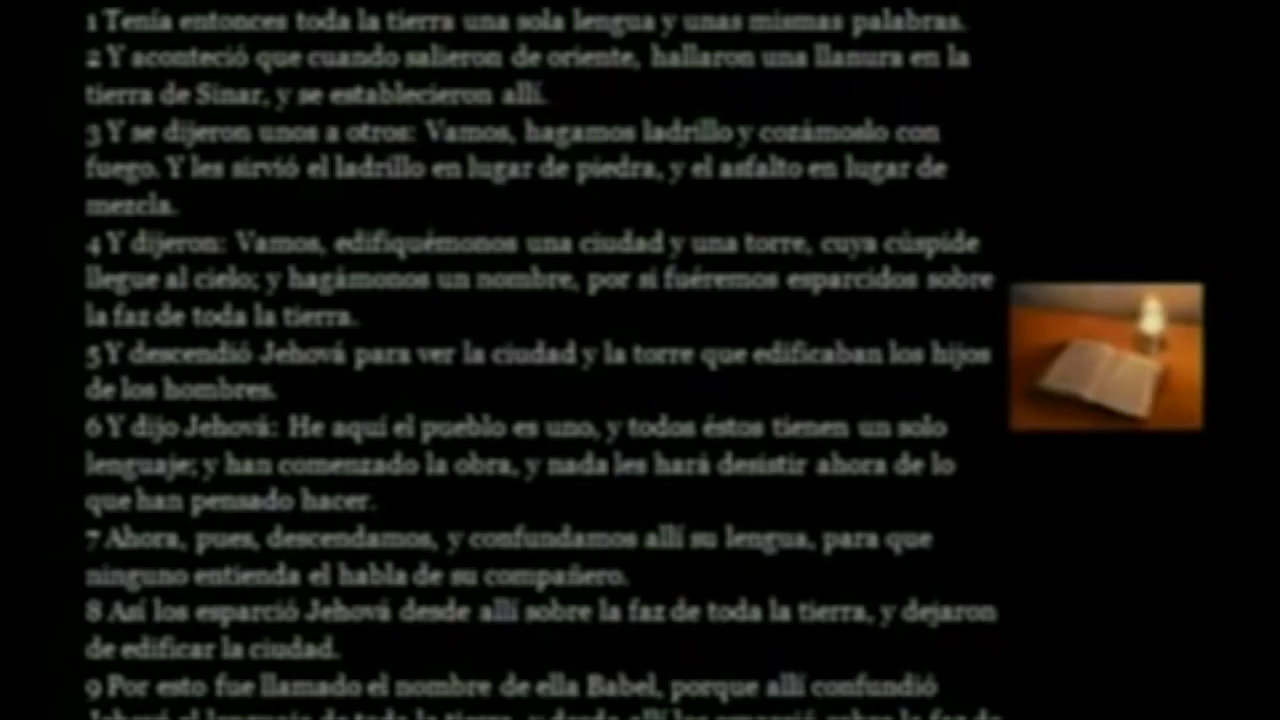 1 Tenía entonces toda la tierra una sola lengua y unas mismas palabras.
2 Y aconteció que cuando salieron de oriente, hallaron una llanura en la
tierra de Sinar, y se establecieron allí.
3 Y se dijeron unos a otros: Vamos, hagamos ladrillo y cozámoslo con
fuego. Y les sirvió el ladrillo en lugar de piedra, y el asfalto en lugar de
mezcla.
4 Y dijeron: Vamos, edifiquémonos una ciudad y una torre, cuya cúspide
llegue al cielo; y hagámonos un nombre, por si fuéremos esparcidos sobre
la faz de toda la tierra.
5 Y descendió Jehová para ver la ciudad y la torre que edificaban los hijos
de los hombres.
6 Y dijo Jehová: He aquí el pueblo es uno, y todos éstos tienen un solo
lenguaje; y han comenzado la obra, y nada les hará desistir ahora de lo
que han pensado hacer.
7 Ahora, pues, descendamos, y confundamos allí su lengua, para que
ninguno entienda el habla de su compañero.
8 Así los esparció Jehová desde allí sobre la faz de toda la tierra, y dejaron
de edificar la ciudad.
9 Por esto fue llamado el nombre de ella Babel, porque allí confundió